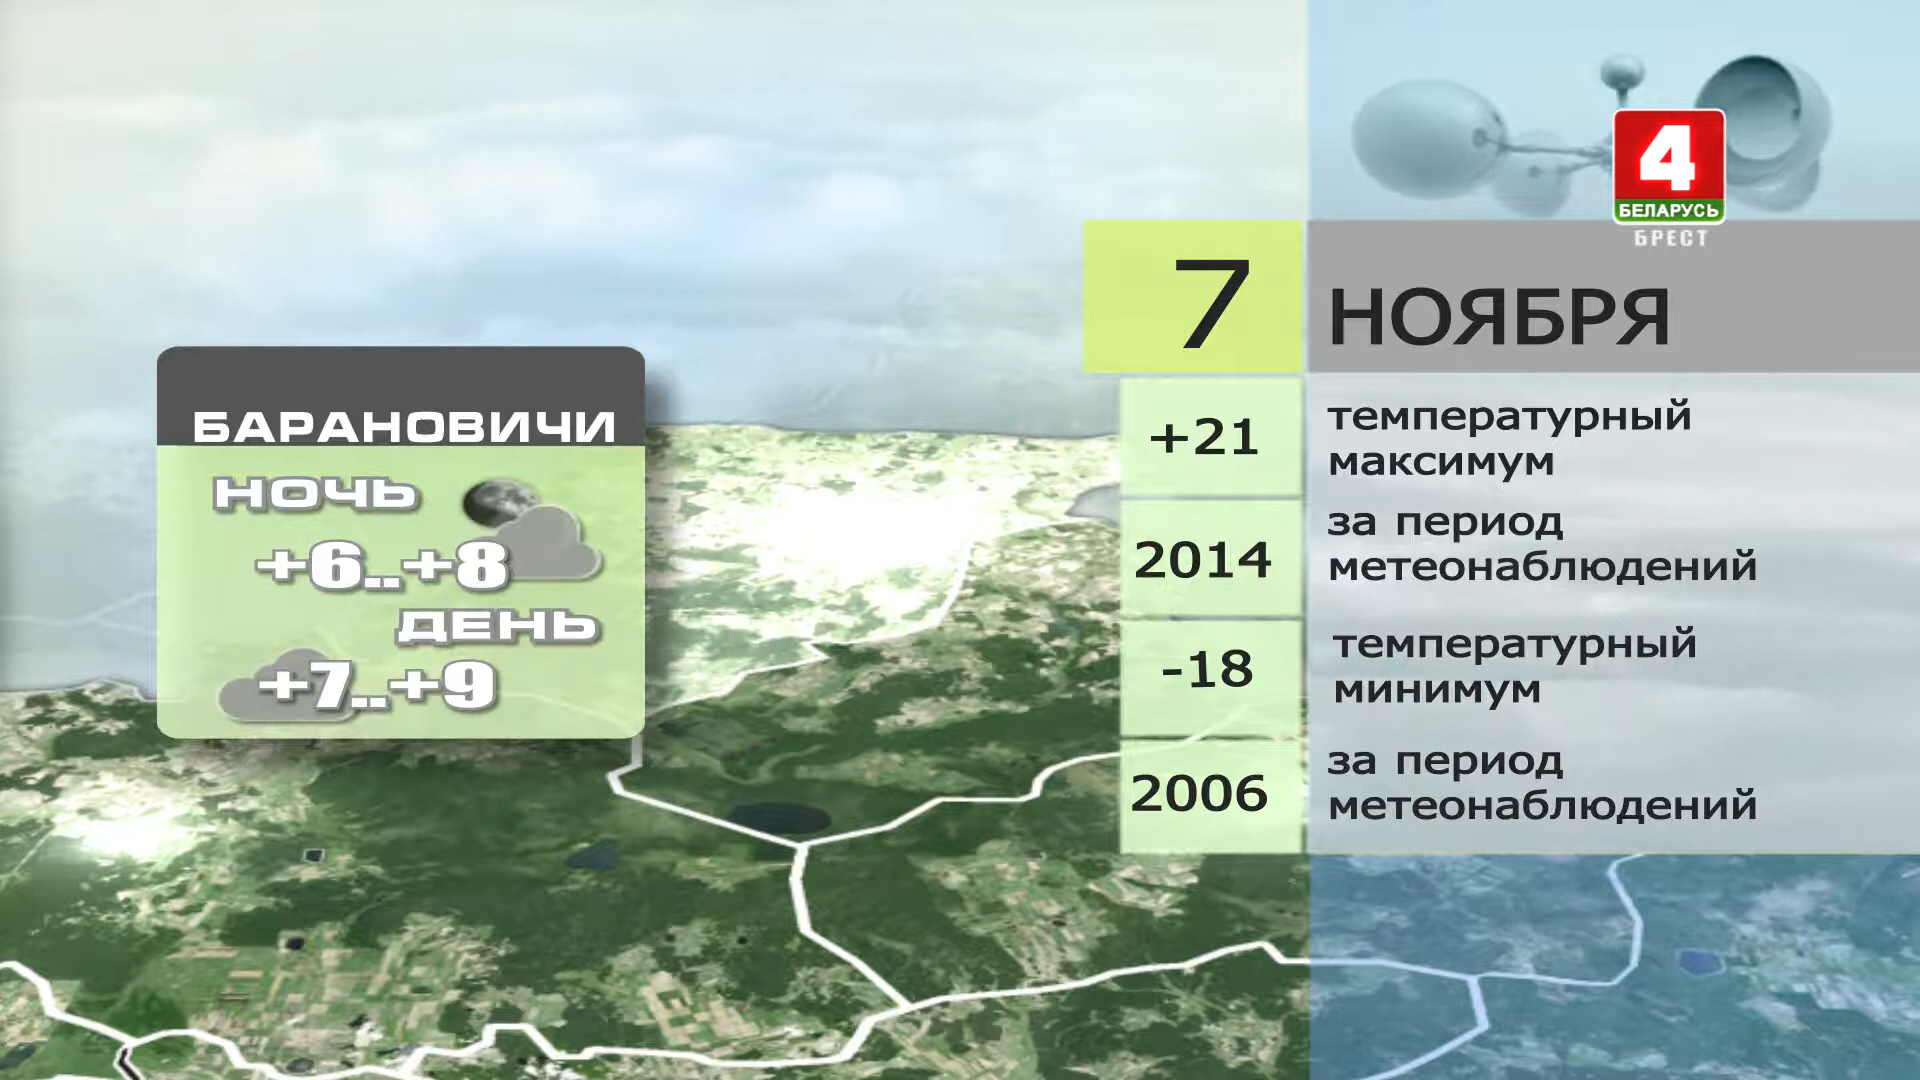 4
БЕЛАРУСЬ
БРЕСТ
7 НОЯБРЯ
+21
температурный
максимум
2014
за период
метеонаблюдений
-18
температурный
минимум
2006
за период
метеонаблюдений
БАРАНОВИЧИ
НОЧЬ
+6..+8
ДЕНЬ
+7..+9